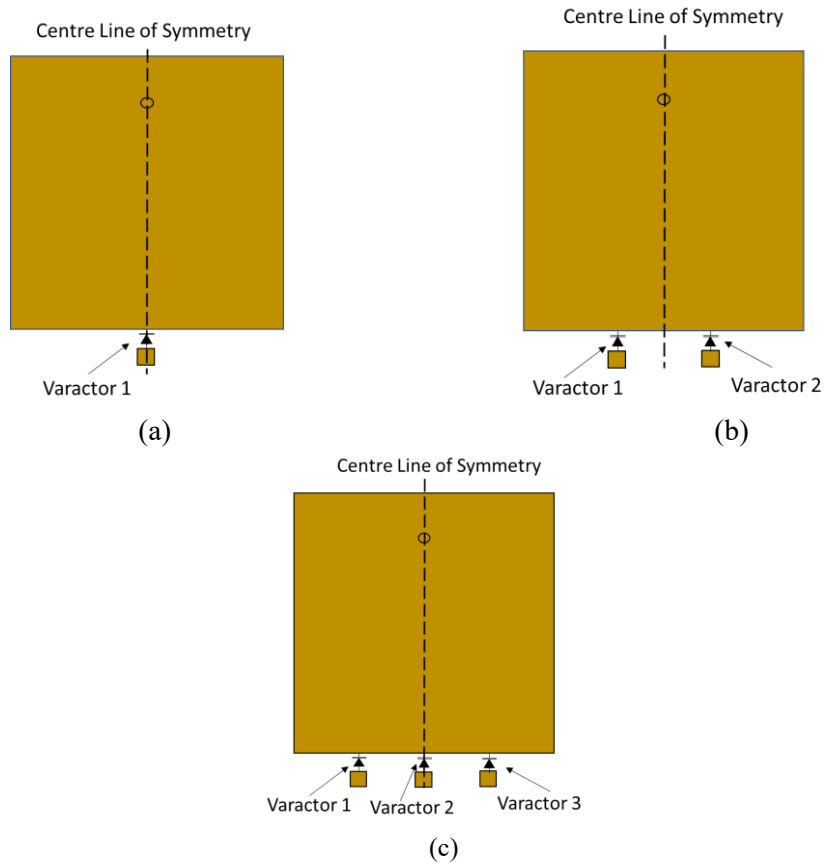 Centre Line of Symmetry
Varactor 1
(a)
Centre Line of Symmetry
Varactor 1
Varactor 2
(b)
Centre Line of Symmetry
Varactor 1
Varactor 2
Varactor 3
(c)